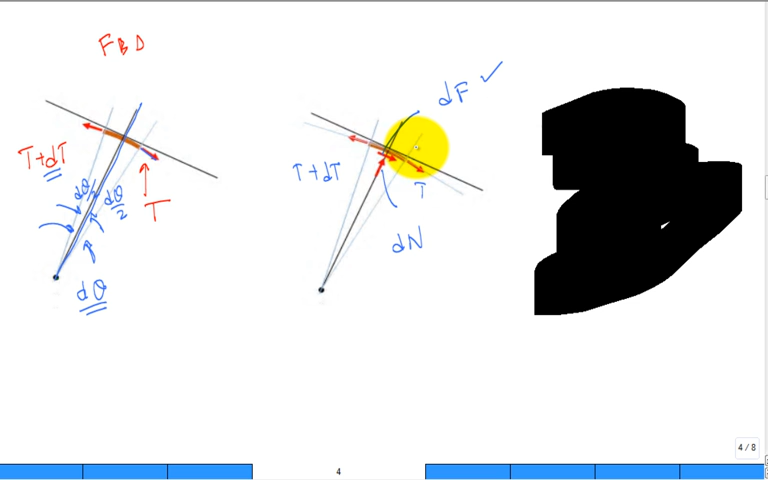 FBD
T+dT
dθ/2
dθ/2
T
dθ
dF ✓
T+dT
T
dN
4/8
4